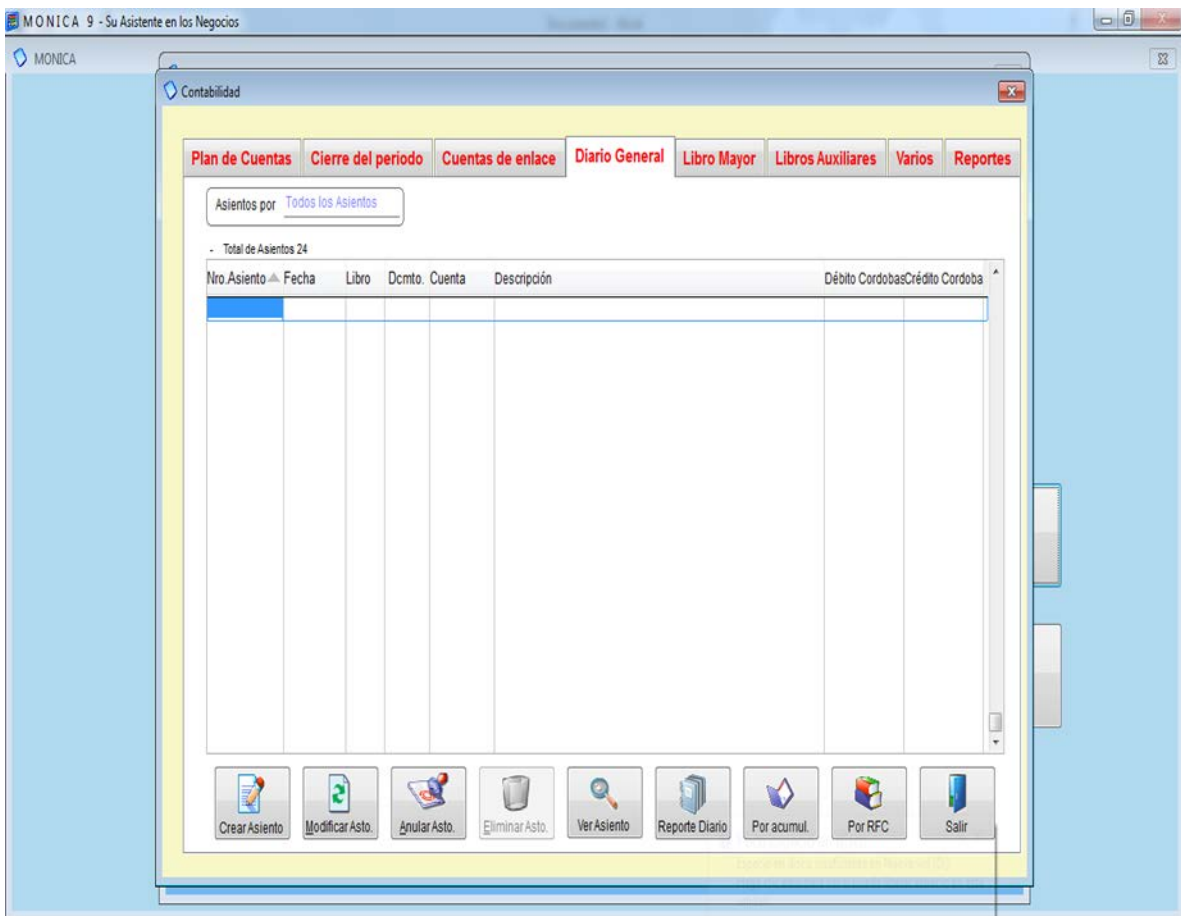 M O N I C A 9 - Su Asistente en los Negocios
MONICA
Contabilidad
Plan de Cuentas Cierre del periodo Cuentas de enlace Diario General Libro Mayor Libros Auxiliares Varios Reportes
Asientos por Todos los Asientos
- Total de Asientos 24
Nro.Asiento Fecha Libro Dcmto. Cuenta Descripción Débito Cordobas Crédito Cordoba
Crear Asiento Modificar Asto. Anular Asto. Eliminar Asto. Ver Asiento Reporte Diario Por acumul. Por RFC Salir